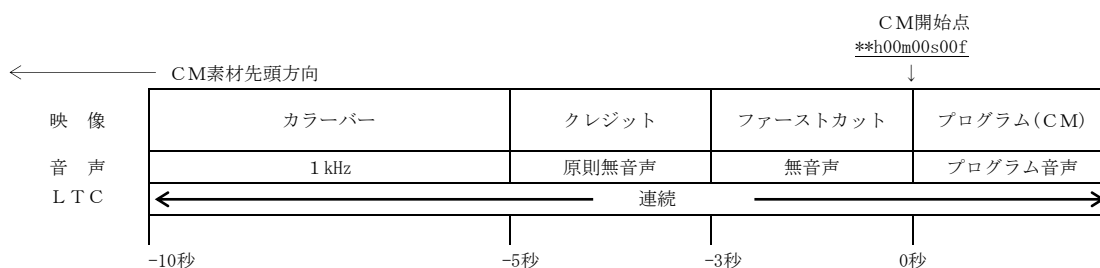 CM開始点
**h00m00s00f
↓
CM素材先頭方向
映 像 カラーバー クレジット ファーストカット プログラム(CM)
音 声 1kHz 原則無音声 無音声 プログラム音声
LTC 連続
-10秒 -5秒 -3秒 0秒